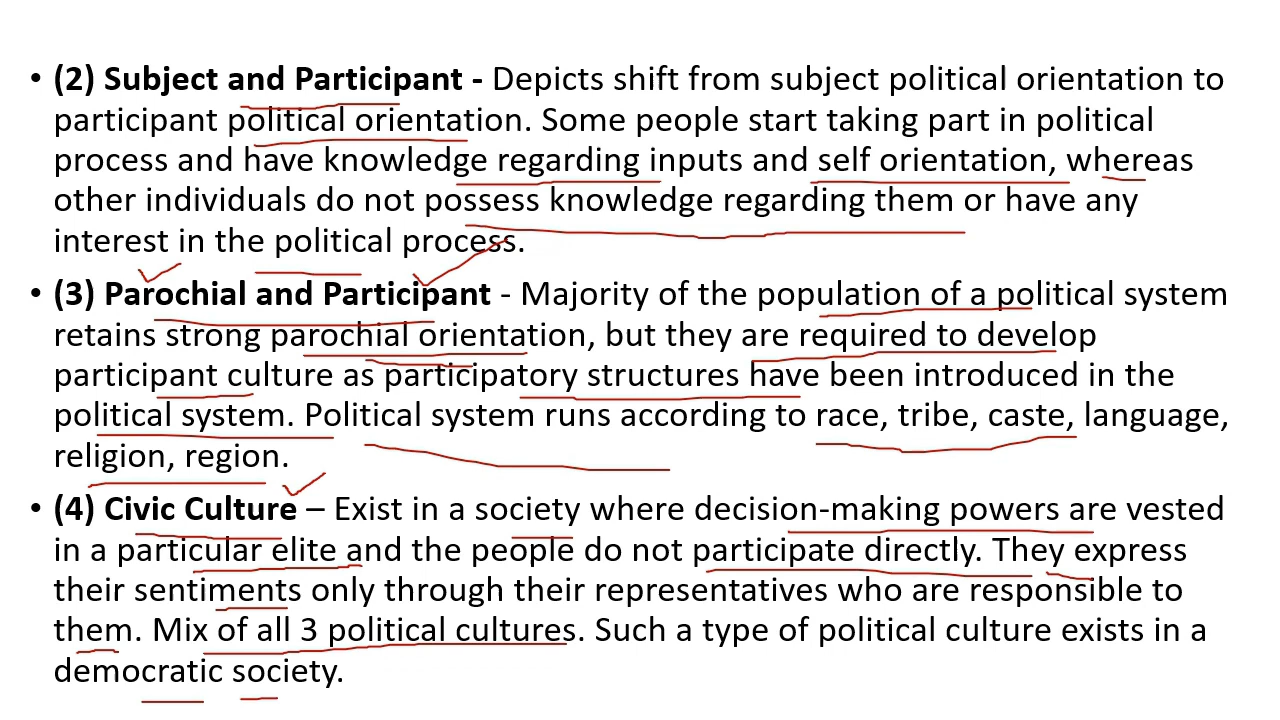 • (2) Subject and Participant - Depicts shift from subject political orientation to
participant political orientation. Some people start taking part in political
process and have knowledge regarding inputs and self orientation, whereas
other individuals do not possess knowledge regarding them or have any
interest in the political process.
• (3) Parochial and Participant - Majority of the population of a political system
retains strong parochial orientation, but they are required to develop
participant culture as participatory structures have been introduced in the
political system. Political system runs according to race, tribe, caste, language,
religion, region.
• (4) Civic Culture – Exist in a society where decision-making powers are vested
in a particular elite and the people do not participate directly. They express
their sentiments only through their representatives who are responsible to
them. Mix of all 3 political cultures. Such a type of political culture exists in a
democratic society.